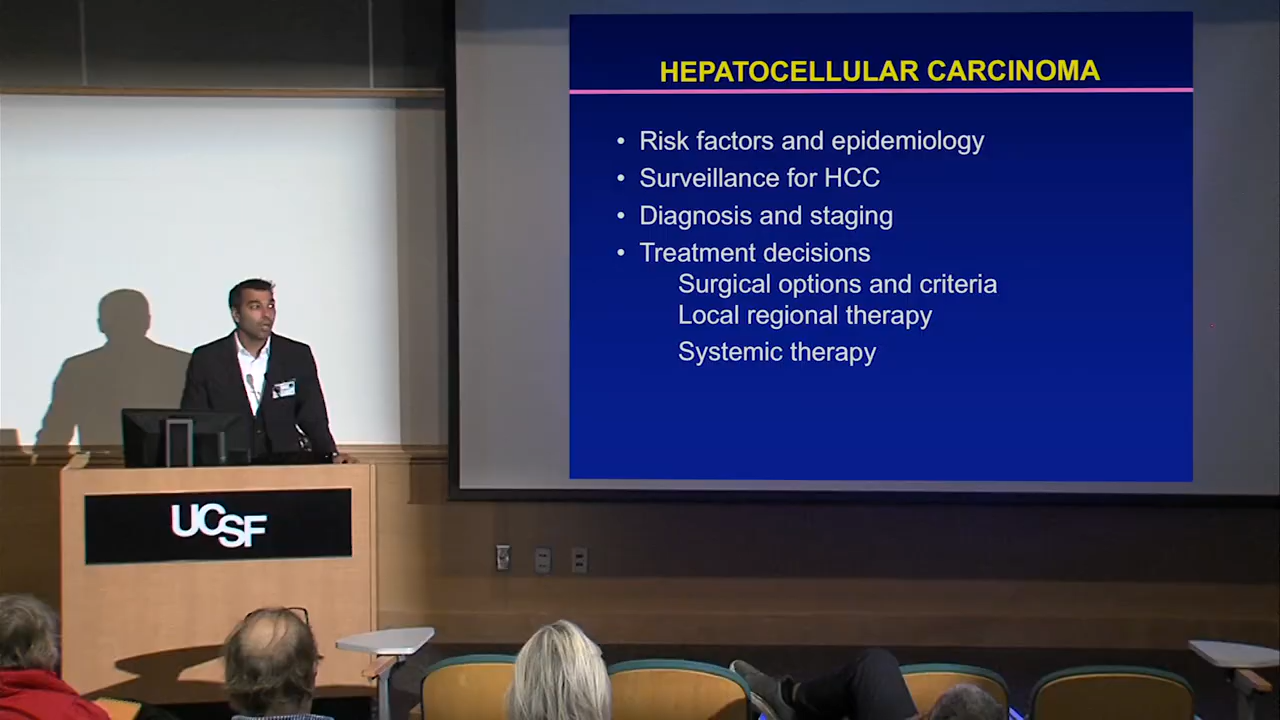 HEPATOCELLULAR CARCINOMA
• Risk factors and epidemiology
• Surveillance for HCC
• Diagnosis and staging
• Treatment decisions
Surgical options and criteria
Local regional therapy
Systemic therapy
UCSF